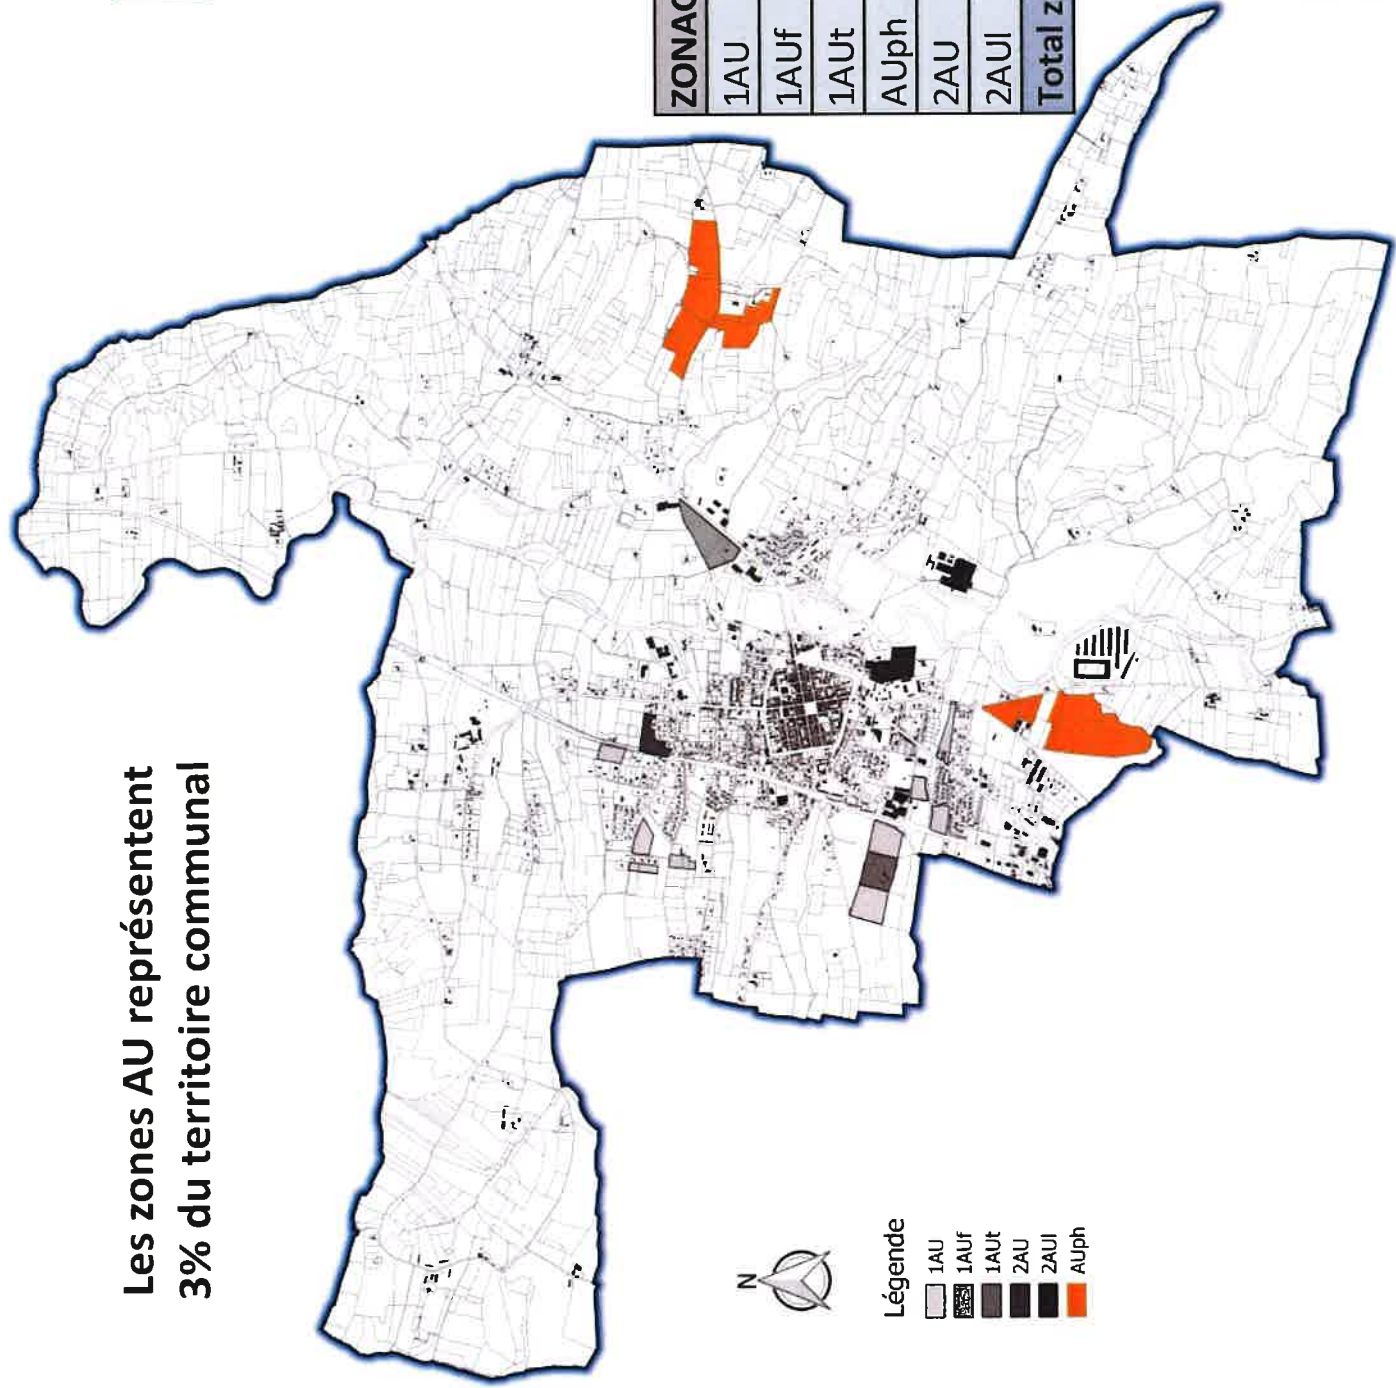 Les zones AU représentent
3% du territoire communal
ZONAG
1AU
1AUf
1AUt
AUph
2AU
2AUl
Total z
N
Légende
1AU
1AUf
1AUt
2AU
2AUl
AUph